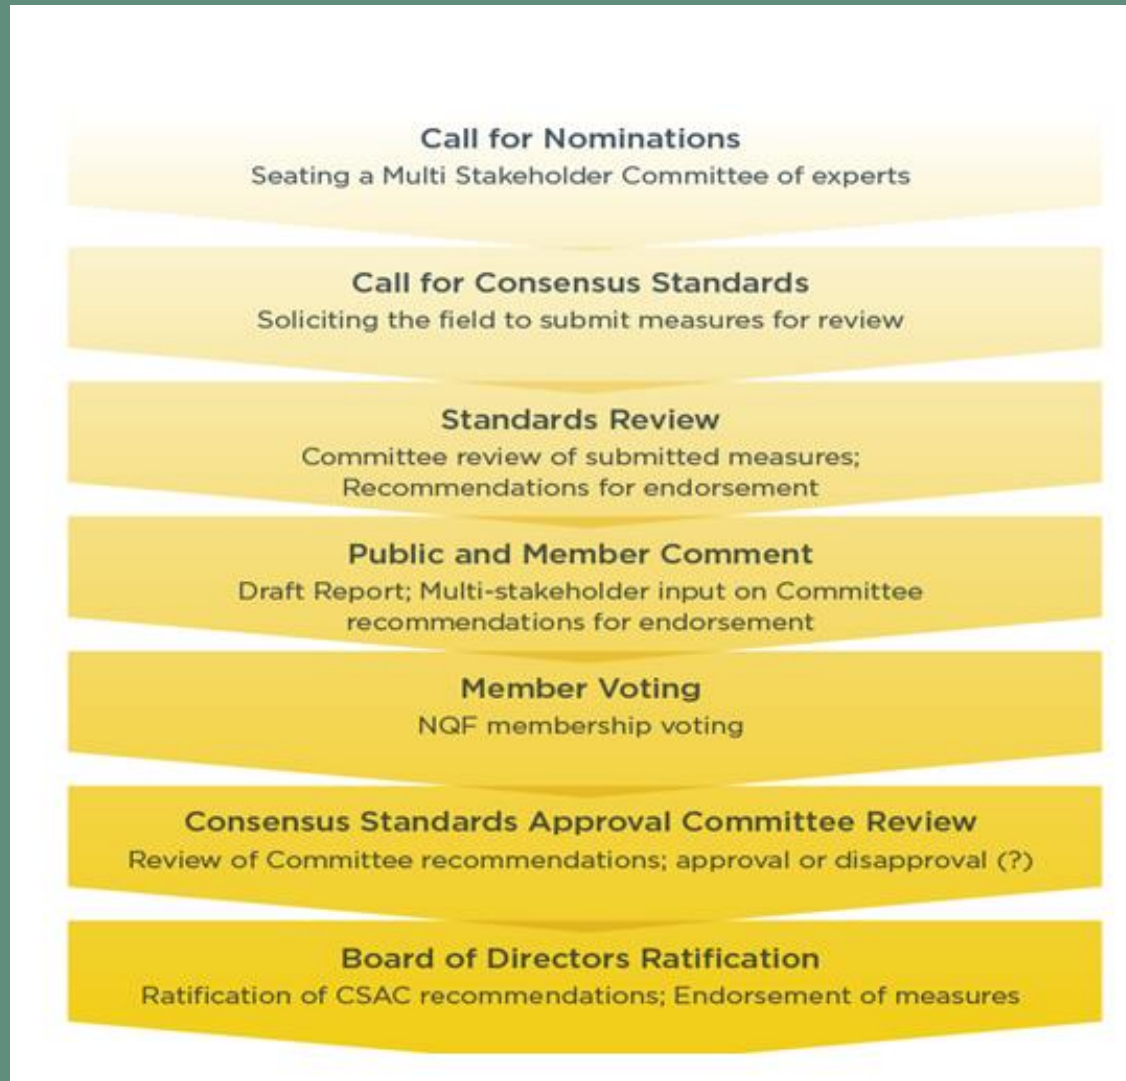 Call for Nominations
Seating a Multi Stakeholder Committee of experts
Call for Consensus Standards
Soliciting the field to submit measures for review
Standards Review
Committee review of submitted measures;
Recommendations for endorsement
Public and Member Comment
Draft Report; Multi-stakeholder input on Committee
recommendations for endorsement
Member Voting
NQF membership voting
Consensus Standards Approval Committee Review
Review of Committee recommendations; approval or disapproval (?)
Board of Directors Ratification
Ratification of CSAC recommendations; Endorsement of measures